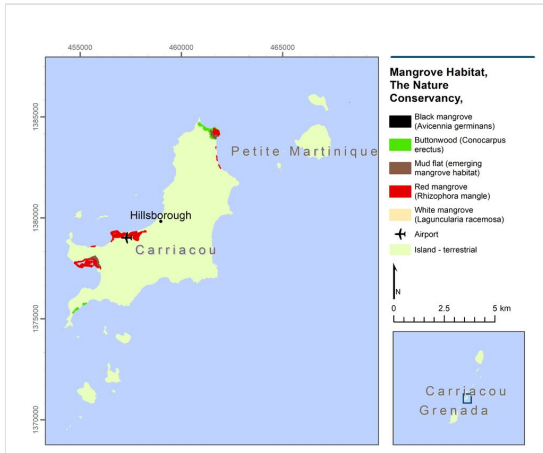 455000
460000
465000
1385000
1380000
1375000
1370000
Petite Martinique
Hillsborough
Carriacou
Mangrove Habitat,
The Nature
Conservancy,
Black mangrove
(Avicennia germinans)
Buttonwood (Conocarpus
erectus)
Mud flat (emerging
mangrove habitat)
Red mangrove
(Rhizophora mangle)
White mangrove
(Laguncularia racemosa)
Airport
Island - terrestrial
N
0 2.5 5 km
Carriacou
Grenada